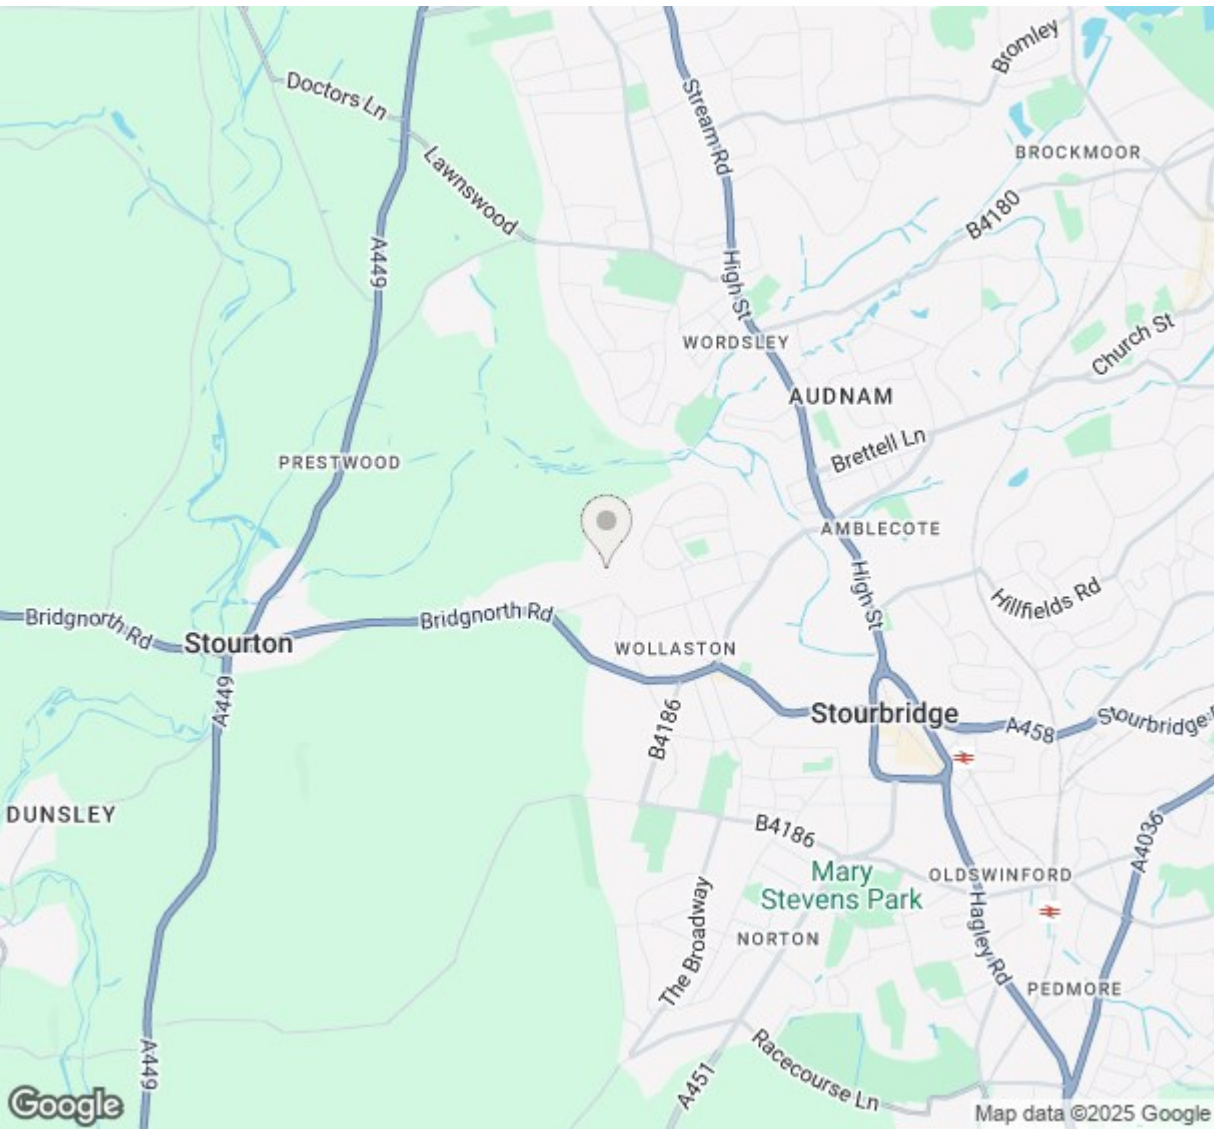 Bromley
Doctors Ln
Stream Rd
Lawnswood
BROCKMOOR
B4180
A449
High St
WORDSLEY
Church St
AUDNAM
Brettell Ln
PRESTWOOD
AMBLECOTE
High St
Hillfields Rd
Bridgnorth Rd
Bridgnorth Rd
Stourton
WOLLASTON
A449
B4186
Stourbridge
A458
Stourbridge
DUNSLEY
B4186
A4036
Mary
Stevens Park
OLDSWINFORD
The Broadway
NORTON
Hagley Rd
PEDMORE
A449
A451
Racecourse Ln
Google
Map data ©2025 Google